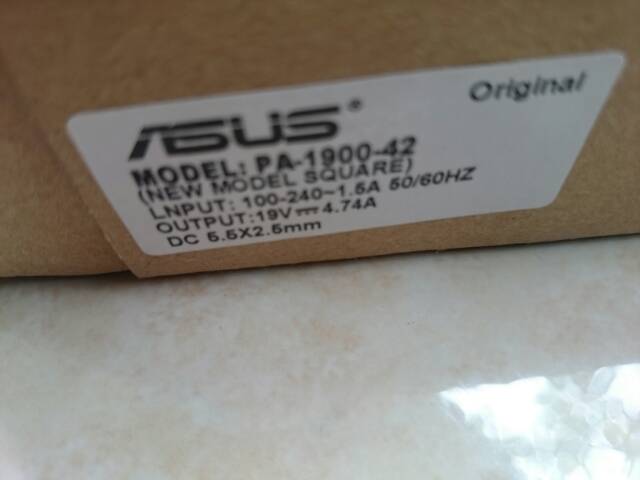 Original
ASUS®
MODEL: PA-1900-42
(NEW MODEL SQUARE)
LNPUT: 100-240~1.5A 50/60HZ
OUTPUT:19V⎓4.74A
DC 5.5X2.5mm